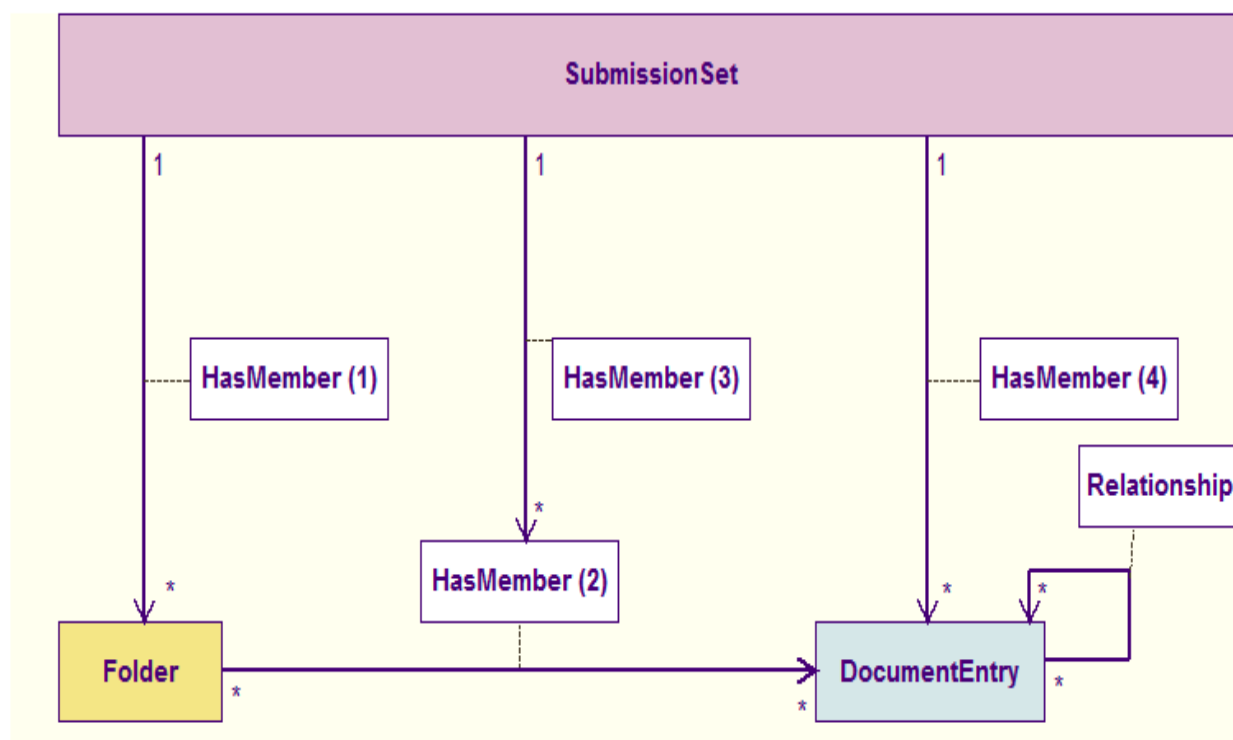 SubmissionSet
1
1
1
HasMember (1)
HasMember (3)
HasMember (4)
Relationship
*
HasMember (2)
*
*
*
Folder
DocumentEntry
*
*
*